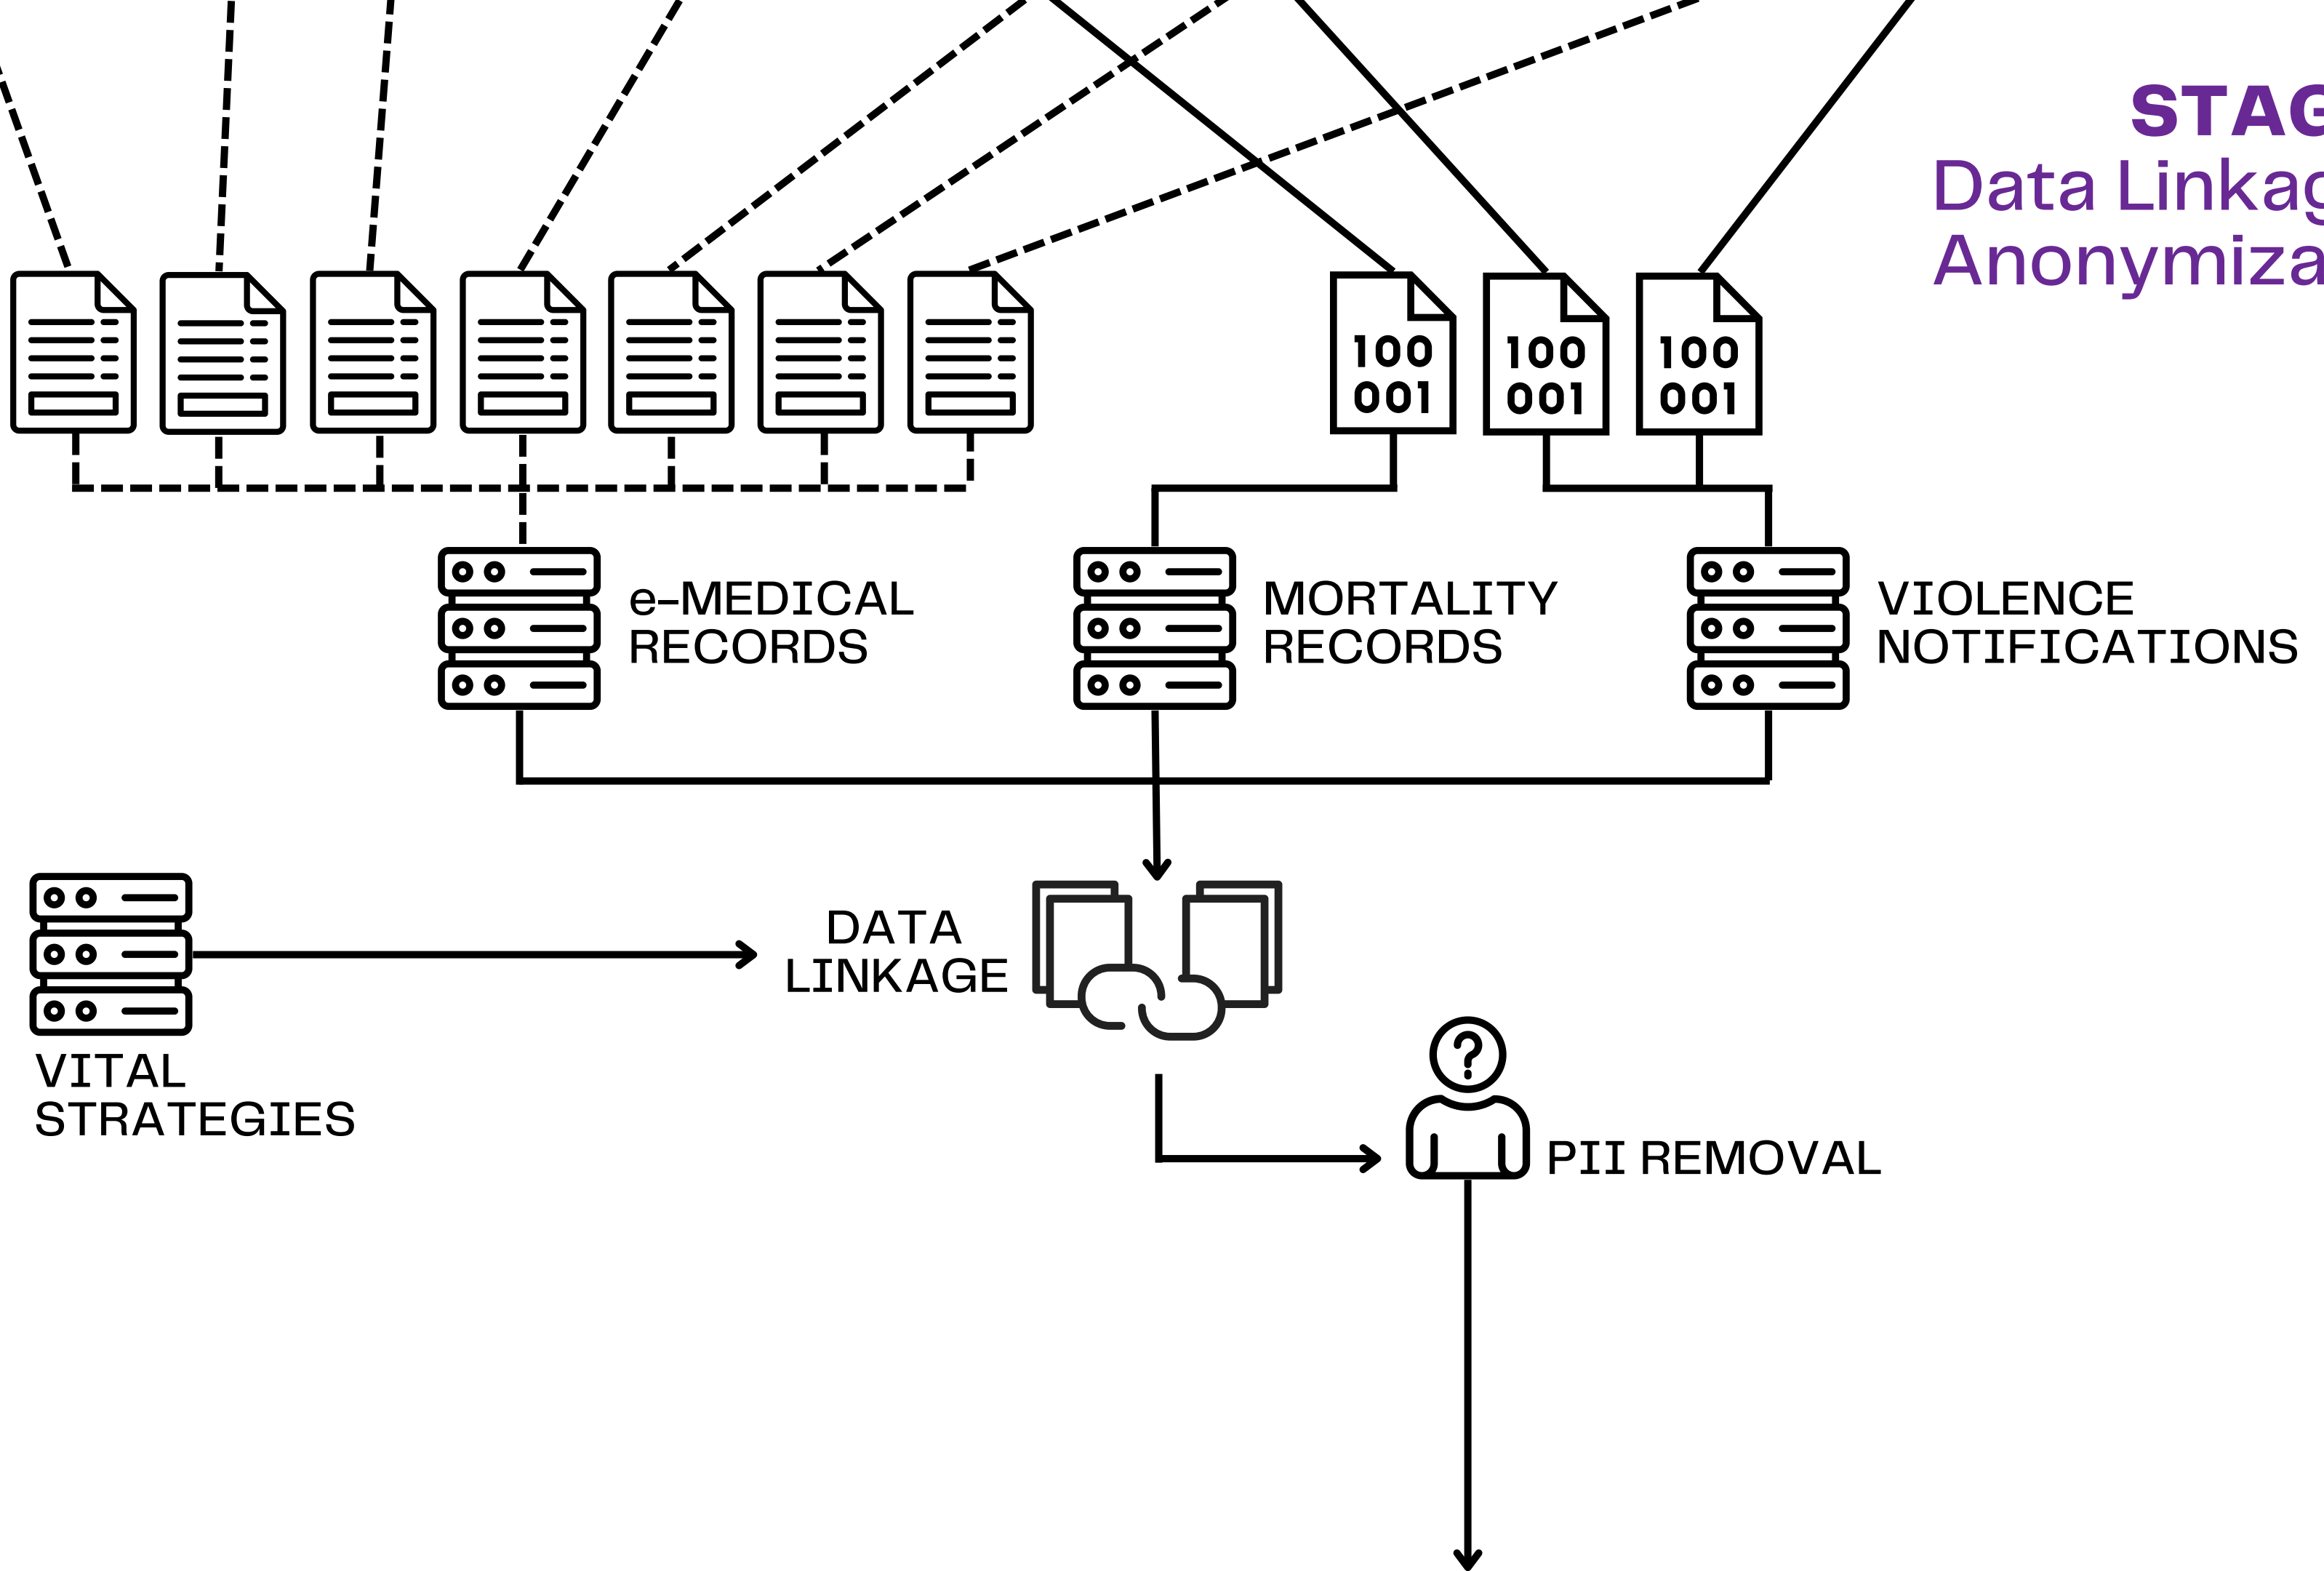 STAG
Data Linkag
Anonymiza
100
001
100
001
100
001
e-MEDICAL
RECORDS
MORTALITY
RECORDS
VIOLENCE
NOTIFICATIONS
DATA
LINKAGE
VITAL
STRATEGIES
?
PII REMOVAL